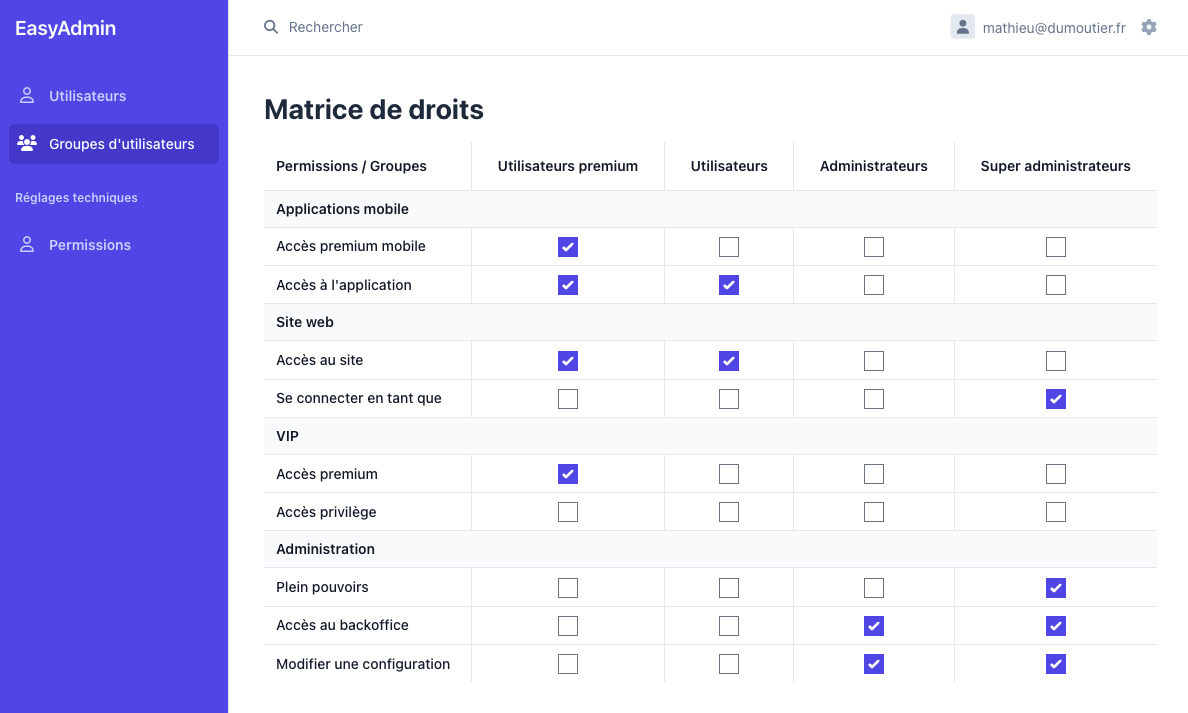 EasyAdmin
Rechercher
mathieu@dumoutier.fr
Utilisateurs
Groupes d'utilisateurs
Réglages techniques
Permissions
Matrice de droits
Permissions / Groupes Utilisateurs premium Utilisateurs Administrateurs Super administrateurs
Applications mobile
Accès premium mobile
Accès à l'application
Site web
Accès au site
Se connecter en tant que
VIP
Accès premium
Accès privilège
Administration
Plein pouvoirs
Accès au backoffice
Modifier une configuration